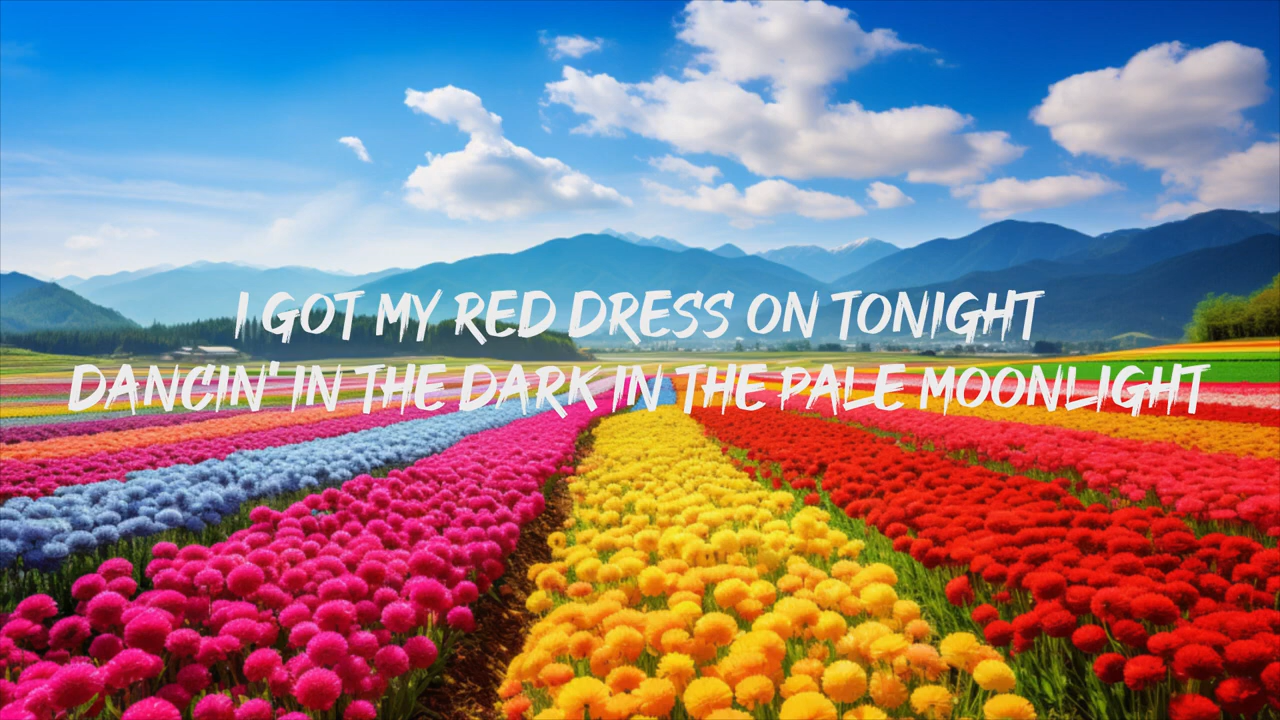 I GOT MY RED DRESS ON TONIGHT
DANCIN' IN THE DARK IN THE PALE MOONLIGHT